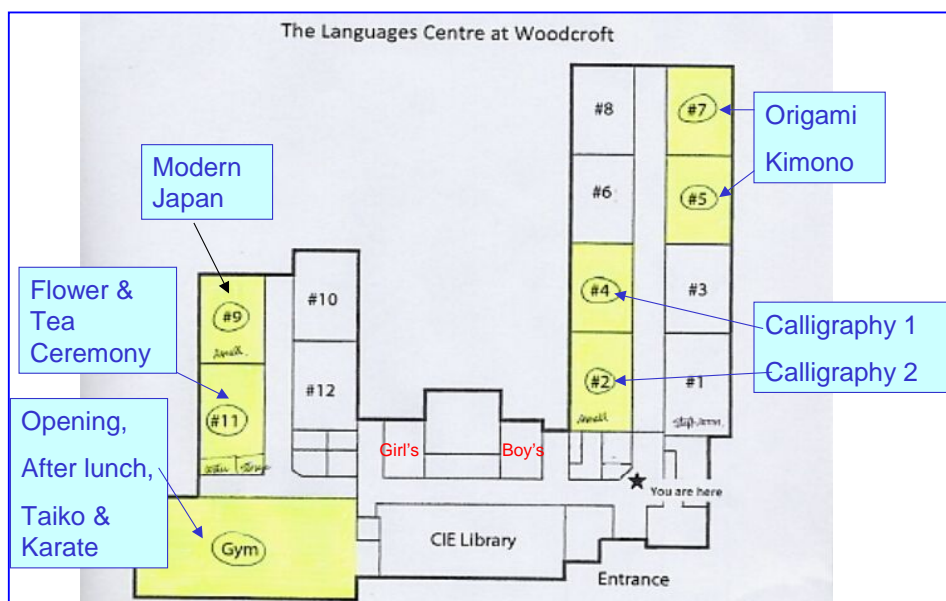 The Languages Centre at Woodcroft
#8
#7
Origami
Kimono
Modern
Japan
#6
#5
Flower &
Tea
Ceremony
#10
#4
#3
#9
small
Calligraphy 1
Calligraphy 2
#12
#2
#1
small
Opening,
After lunch,
Taiko &
Karate
#11
Girl's
Boy's
You are here
Gym
CIE Library
Entrance